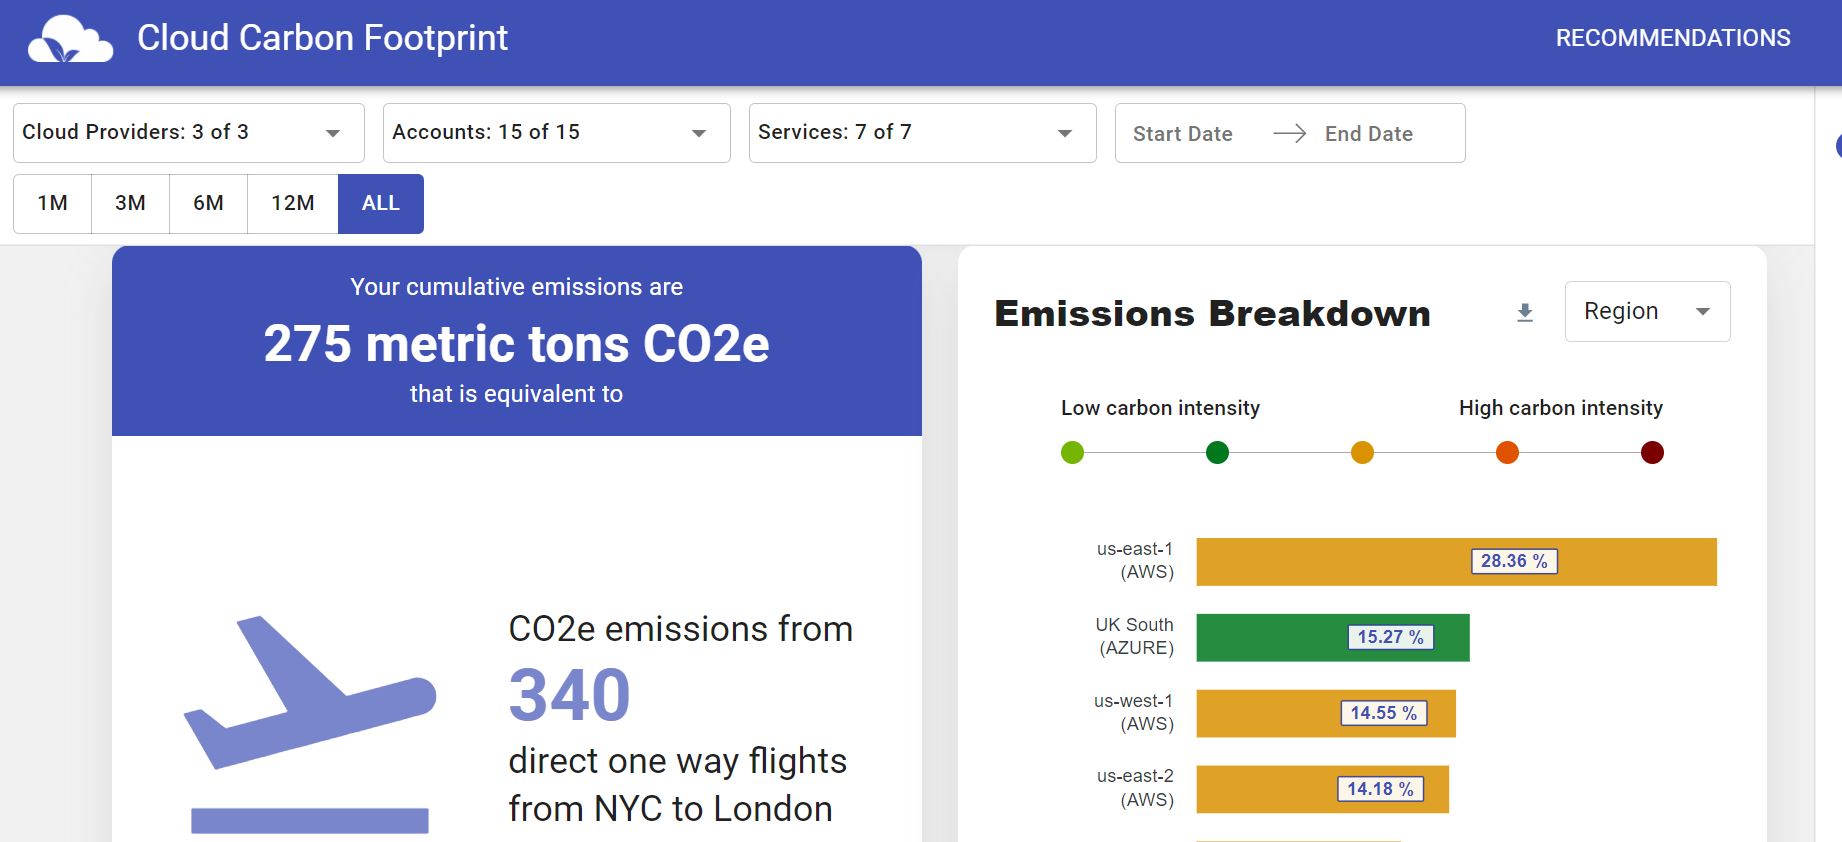 Cloud Carbon Footprint
RECOMMENDATIONS
Cloud Providers: 3 of 3
Accounts: 15 of 15
Services: 7 of 7
Start Date
End Date
1M
3M
6M
12M
ALL
Your cumulative emissions are
275 metric tons CO2e
that is equivalent to
CO2e emissions from
340
direct one way flights
from NYC to London
Emissions Breakdown
Region
Low carbon intensity
High carbon intensity
us-east-1
(AWS)
28.36 %
UK South
(AZURE)
15.27 %
us-west-1
(AWS)
14.55 %
us-east-2
(AWS)
14.18 %